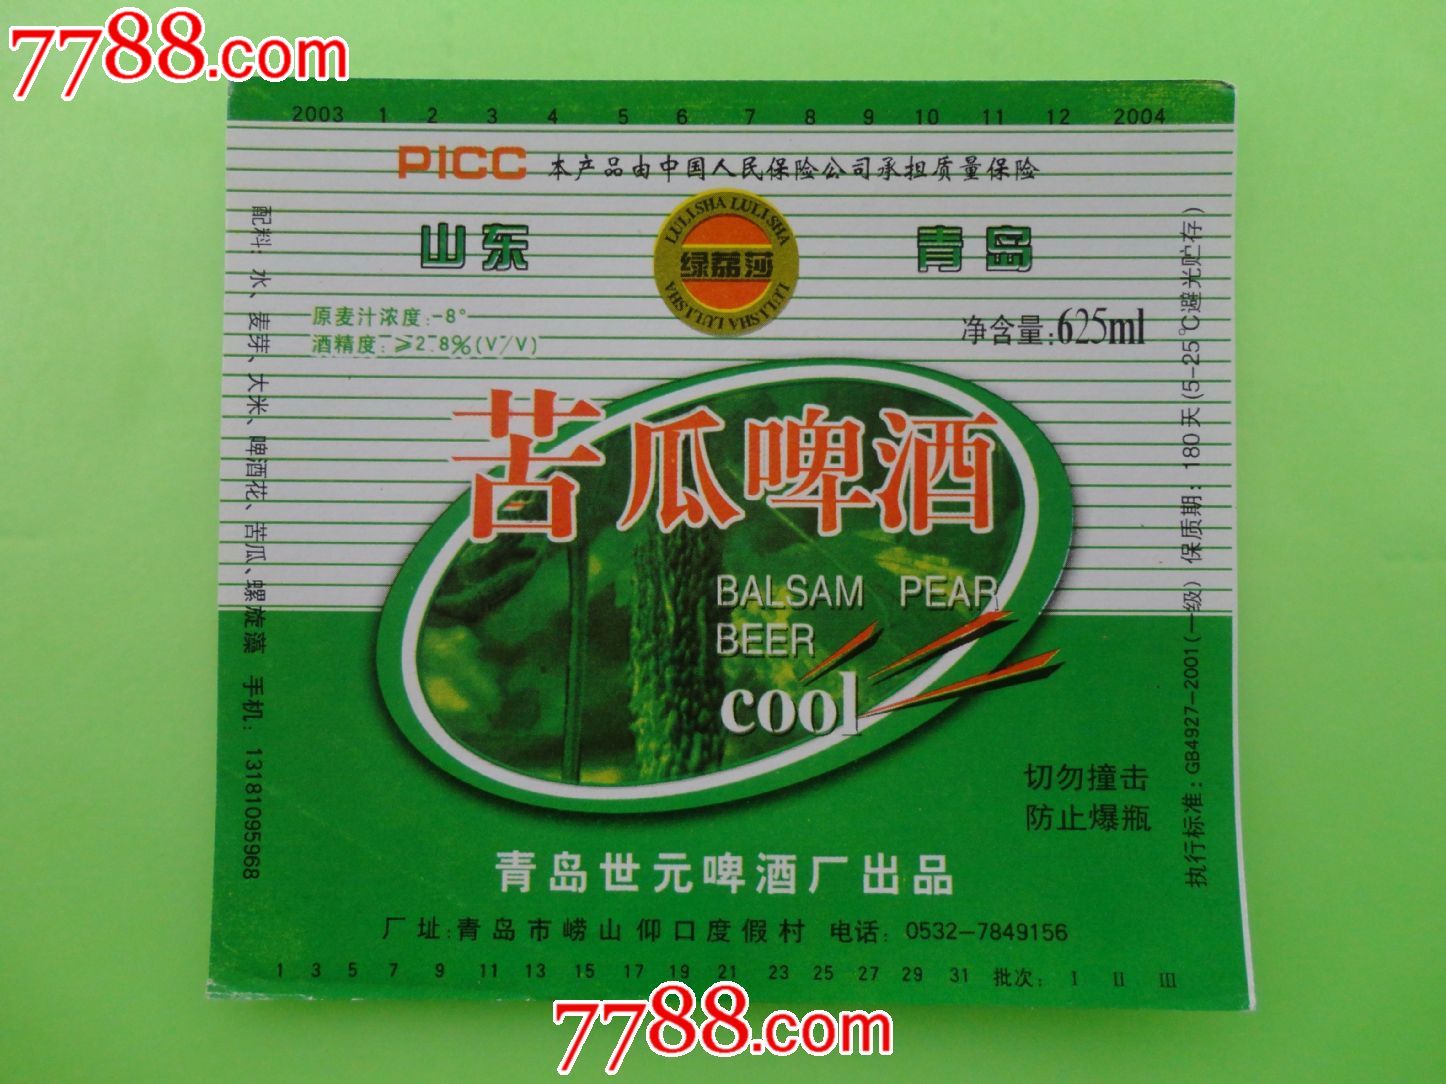 7788.com
2003 1 2 3 4 5 6 7 8 9 10 11 12 2004
PICC 本产品由中国人民保险公司承担质量保险
山东
LULISHA LULISHA
绿荔莎
LULISHA LULISHA
青岛
原麦汁浓度:-8°
酒精度:≥2.8%(V/V)
净含量:625ml
苦瓜啤酒
BALSAM PEAR
BEER
cool
切勿撞击
防止爆瓶
青岛世元啤酒厂出品
厂址:青岛市崂山仰口度假村 电话: 0532-7849156
1 3 5 7 9 11 13 15 17 19 21 23 25 27 29 31 批次: I II III
配料: 水、麦芽、大米、啤酒花、苦瓜、螺旋藻 手机: 13181095968
执行标准: GB4927-2001(一级) 保质期: 180天(5-25℃避光贮存)
7788.com